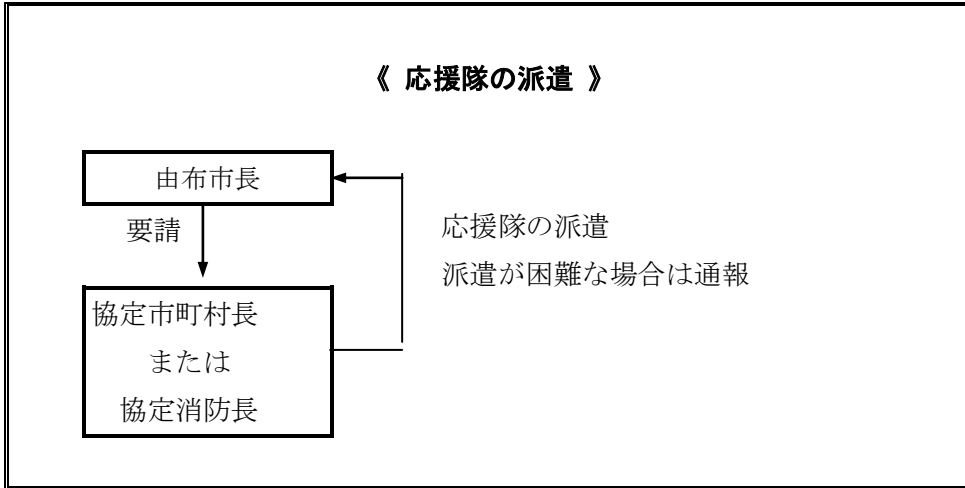 《 応援隊の派遣 》
由布市長
要請
応援隊の派遣
派遣が困難な場合は通報
協定市町村長
または
協定消防長